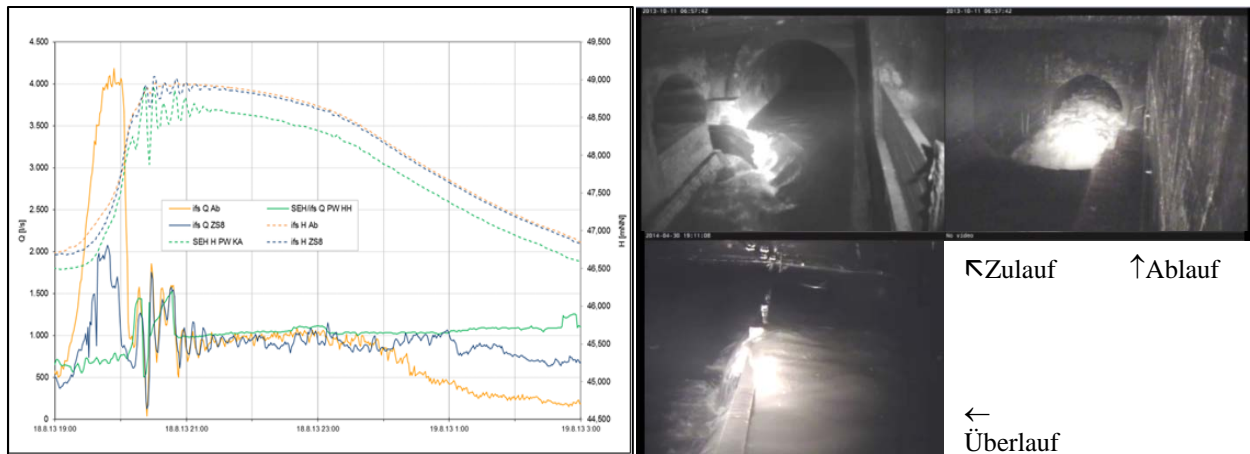 4.500
4.000
3.500
3.000
2.500
2.000
1.500
1.000
500
0
Q [l/s]
49,500
49,000
48,500
48,000
47,500
47,000
46,500
46,000
45,500
45,000
44,500
H [mNN]
ifs Q Ab
SEH/ifs Q PW HH
ifs Q ZS8
ifs H Ab
SEH H PW KA
ifs H ZS8
18.8.13 19:00
18.8.13 21:00
18.8.13 23:00
19.8.13 1:00
19.8.13 3:00
2013-10-11 06:57:42
2013-10-11 06:57:42
2014-04-30 19:11:08
No video
↖Zulauf
↑Ablauf
←
Überlauf